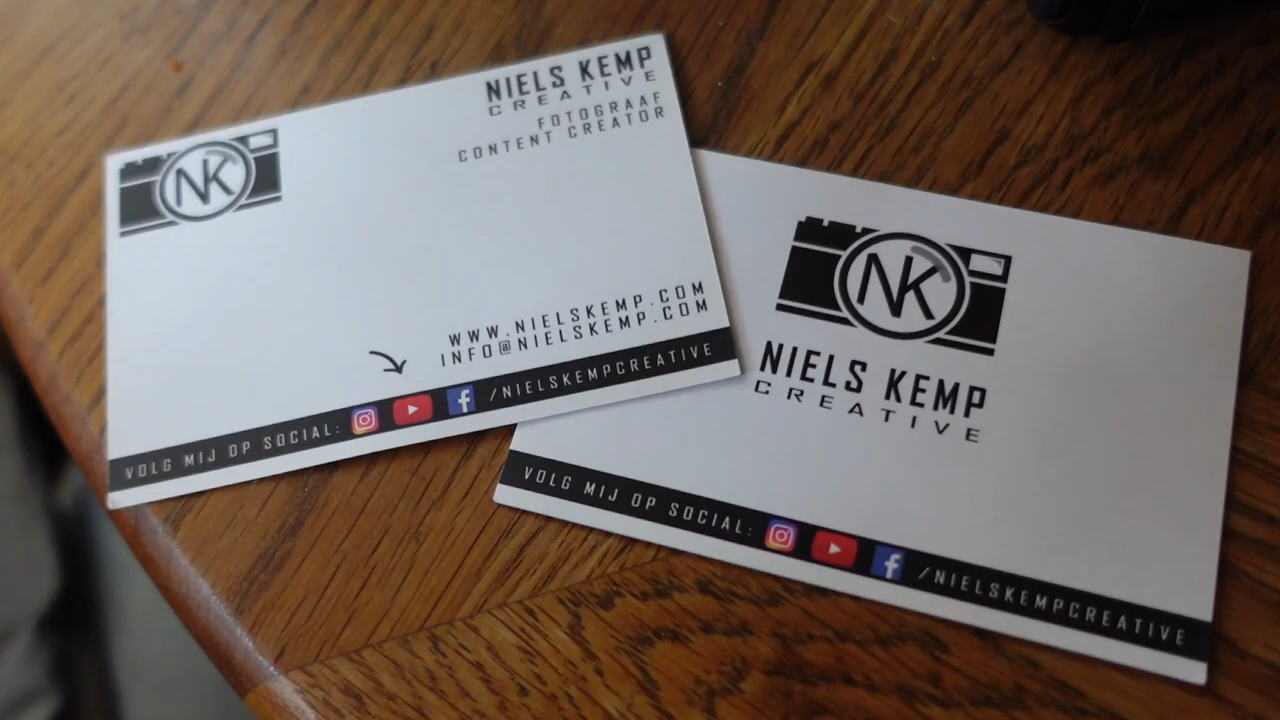 NIELS KEMP
CREATIVE
FOTOGRAAF
CONTENT CREATOR
NK
WWW.NIELSKEMP.COM
INFO@NIELSKEMP.COM
VOLG MIJ OP SOCIAL: /NIELSKEMPCREATIVE
NK
NIELS KEMP
CREATIVE
VOLG MIJ OP SOCIAL: /NIELSKEMPCREATIVE